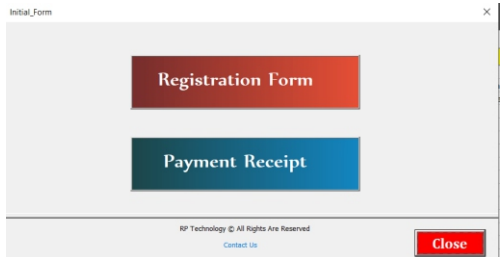 Initial_Form
Registration Form
Payment Receipt
RP Technology © All Rights Are Reserved
Contact Us
Close